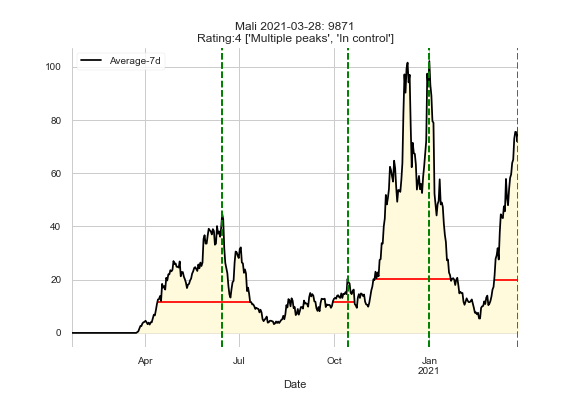 Mali 2021-03-28: 9871
Rating:4 ['Multiple peaks', 'In control']
Average-7d
100
80
60
40
20
0
Apr
Jul
Oct
Jan
2021
Date